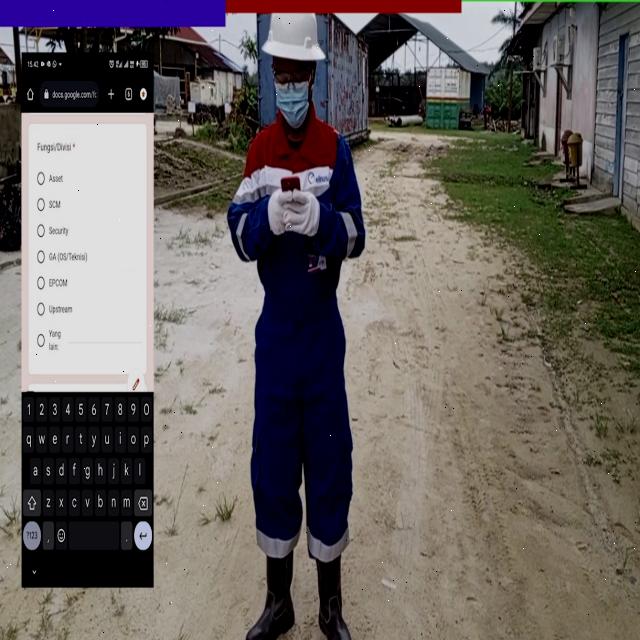 15.42
docs.google.com/fo
Fungsi/Divisi *
Asset
SCM
Security
GA (OS/Teknisi)
EPCOM
Upstream
Yang
lain:
1 2 3 4 5 6 7 8 9 0
q w e r t y u i o p
a s d f g h j k l
z x c v b n m
?123 , .